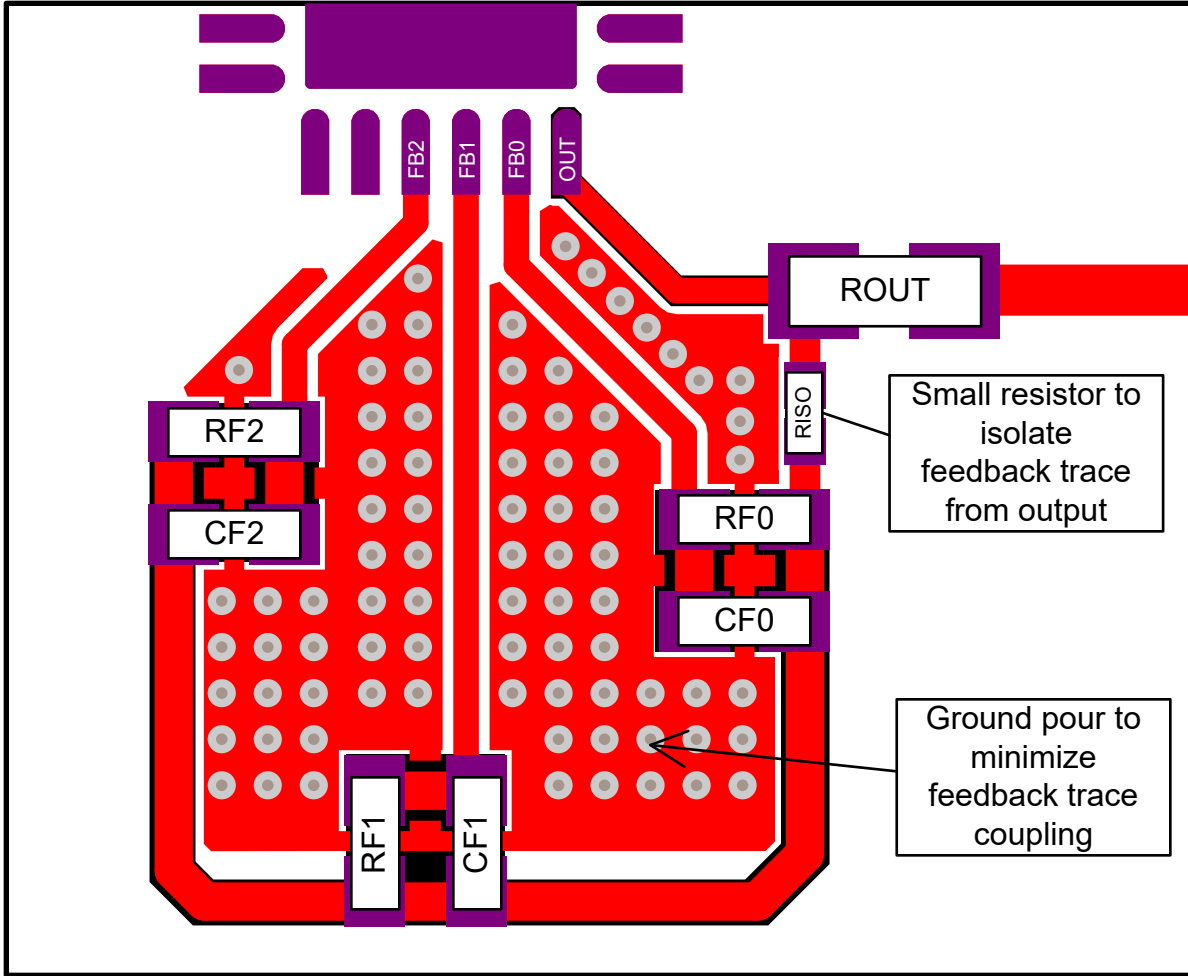 FB2
FB1
FB0
OUT
ROUT
RISO
Small resistor to
isolate
feedback trace
from output
RF2
CF2
RF0
CF0
Ground pour to
minimize
feedback trace
coupling
RF1
CF1